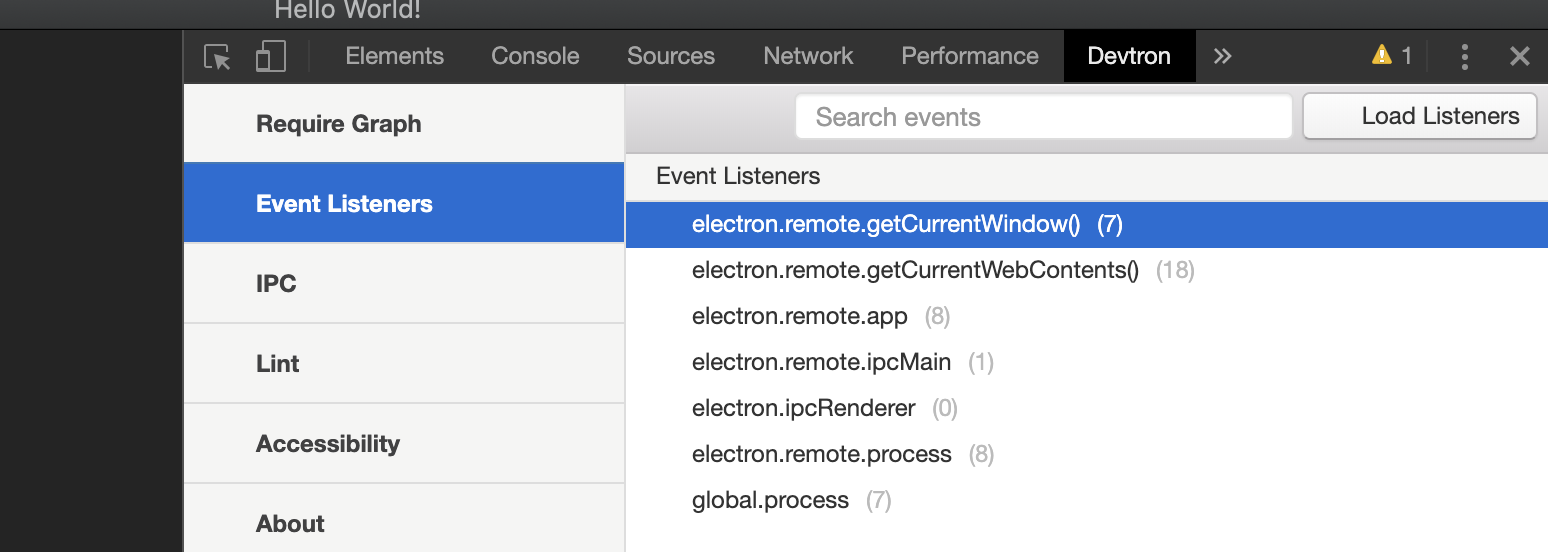 Hello World!
Elements Console Sources Network Performance Devtron » 1
Require Graph
Event Listeners
IPC
Lint
Accessibility
About
Search events Load Listeners
Event Listeners
electron.remote.getCurrentWindow() (7)
electron.remote.getCurrentWebContents() (18)
electron.remote.app (8)
electron.remote.ipcMain (1)
electron.ipcRenderer (0)
electron.remote.process (8)
global.process (7)